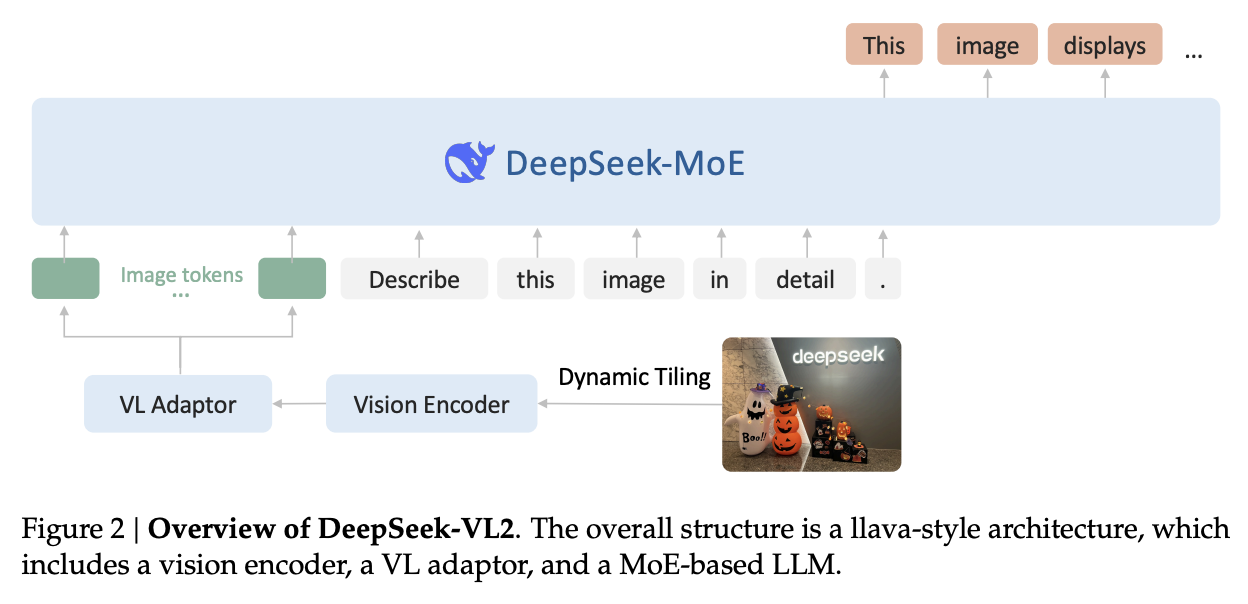 This image displays ...
DeepSeek-MoE
Image tokens
...
Describe this image in detail .
VL Adaptor
Vision Encoder
Dynamic Tiling
deepseek
Boo!!
Figure 2 | Overview of DeepSeek-VL2. The overall structure is a llava-style architecture, which
includes a vision encoder, a VL adaptor, and a MoE-based LLM.